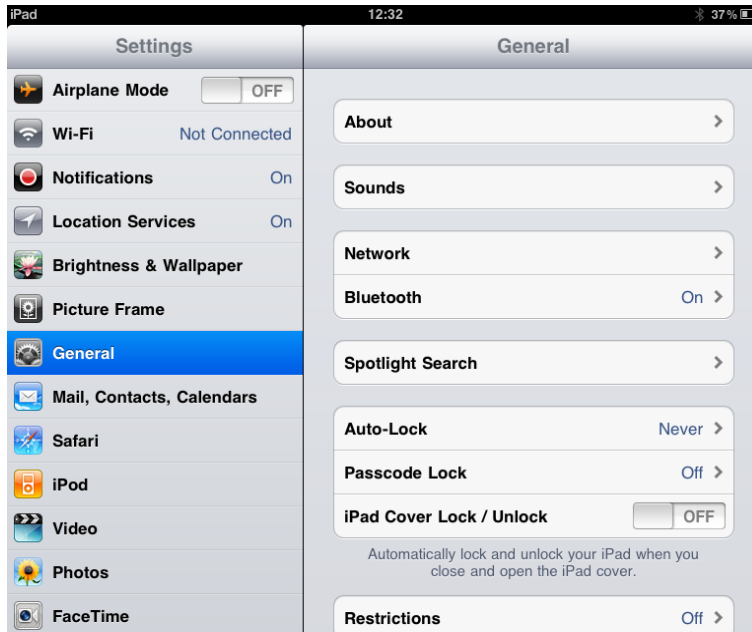 iPad 12:32 37%
Settings
Airplane Mode OFF
Wi-Fi Not Connected
Notifications On
Location Services On
Brightness & Wallpaper
Picture Frame
General
Mail, Contacts, Calendars
Safari
iPod
Video
Photos
FaceTime
General
About
Sounds
Network
Bluetooth On
Spotlight Search
Auto-Lock Never
Passcode Lock Off
iPad Cover Lock / Unlock OFF
Automatically lock and unlock your iPad when you
close and open the iPad cover.
Restrictions Off